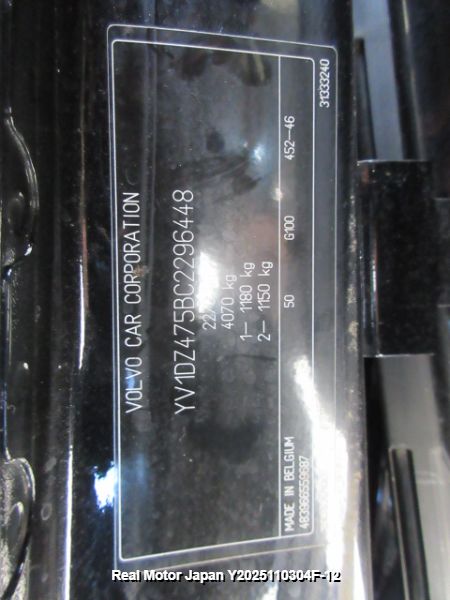 VOLVO CAR CORPORATION
YV1DZ475BC2296448
4070 kg
1– 1180 kg
2– 1150 kg
MADE IN BELGIUM 50 G100 452–46
31333240
Real Motor Japan Y2025110304F-12